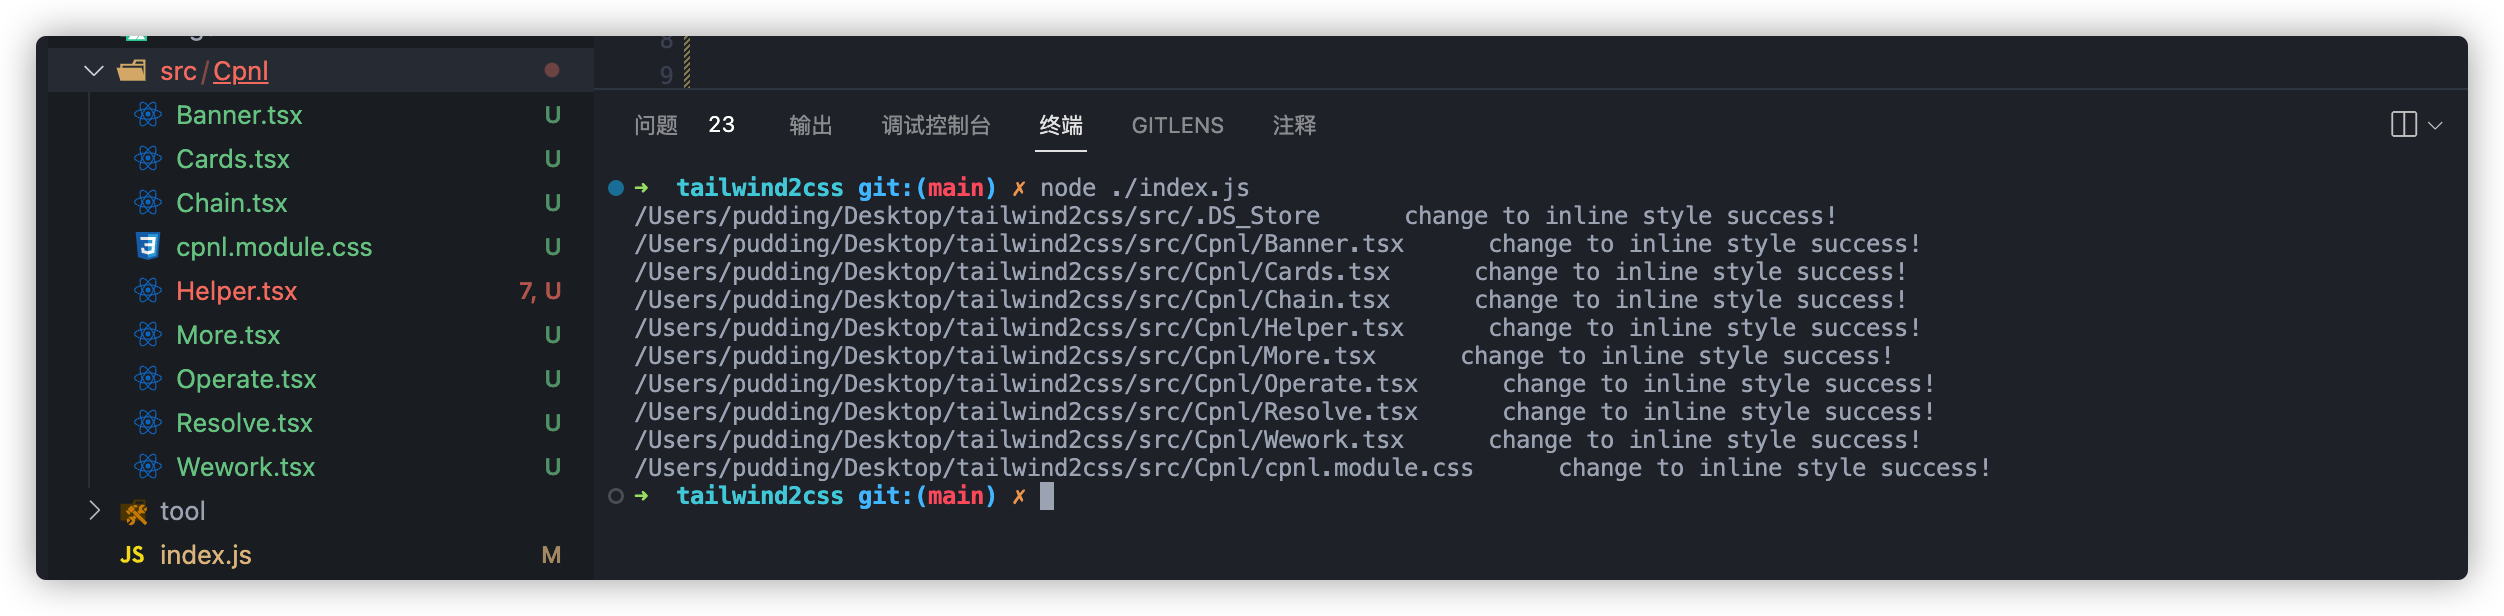 src/Cpnl
Banner.tsx U
Cards.tsx U
Chain.tsx U
cpnl.module.css U
Helper.tsx 7, U
More.tsx U
Operate.tsx U
Resolve.tsx U
Wework.tsx U
tool
JS index.js M
8
9
问题 23 输出 调试控制台 终端 GITLENS 注释
➜ tailwind2css git:(main) ✗ node ./index.js
/Users/pudding/Desktop/tailwind2css/src/.DS_Store change to inline style success!
/Users/pudding/Desktop/tailwind2css/src/Cpnl/Banner.tsx change to inline style success!
/Users/pudding/Desktop/tailwind2css/src/Cpnl/Cards.tsx change to inline style success!
/Users/pudding/Desktop/tailwind2css/src/Cpnl/Chain.tsx change to inline style success!
/Users/pudding/Desktop/tailwind2css/src/Cpnl/Helper.tsx change to inline style success!
/Users/pudding/Desktop/tailwind2css/src/Cpnl/More.tsx change to inline style success!
/Users/pudding/Desktop/tailwind2css/src/Cpnl/Operate.tsx change to inline style success!
/Users/pudding/Desktop/tailwind2css/src/Cpnl/Resolve.tsx change to inline style success!
/Users/pudding/Desktop/tailwind2css/src/Cpnl/Wework.tsx change to inline style success!
/Users/pudding/Desktop/tailwind2css/src/Cpnl/cpnl.module.css change to inline style success!
➜ tailwind2css git:(main) ✗